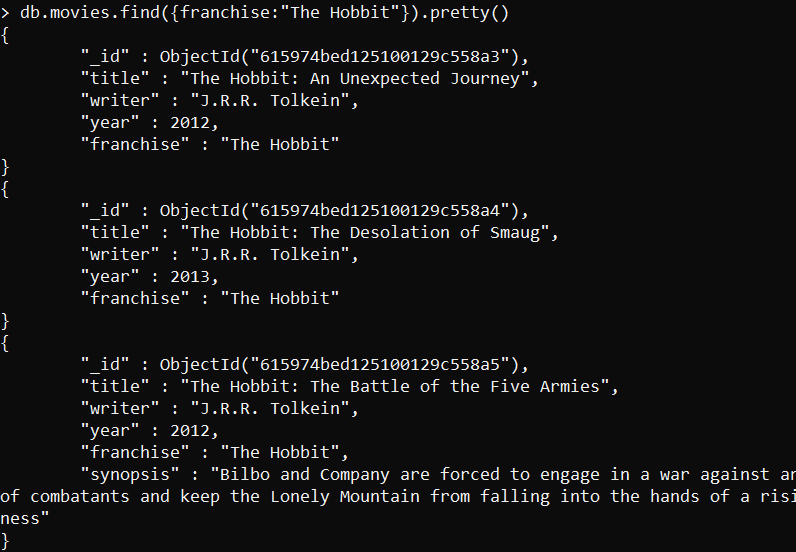 > db.movies.find({franchise:"The Hobbit"}).pretty()
{
"_id" : ObjectId("615974bed125100129c558a3"),
"title" : "The Hobbit: An Unexpected Journey",
"writer" : "J.R.R. Tolkein",
"year" : 2012,
"franchise" : "The Hobbit"
}
{
"_id" : ObjectId("615974bed125100129c558a4"),
"title" : "The Hobbit: The Desolation of Smaug",
"writer" : "J.R.R. Tolkein",
"year" : 2013,
"franchise" : "The Hobbit"
}
{
"_id" : ObjectId("615974bed125100129c558a5"),
"title" : "The Hobbit: The Battle of the Five Armies",
"writer" : "J.R.R. Tolkein",
"year" : 2012,
"franchise" : "The Hobbit",
"synopsis" : "Bilbo and Company are forced to engage in a war against
of combatants and keep the Lonely Mountain from falling into the hands of a
ness"
}